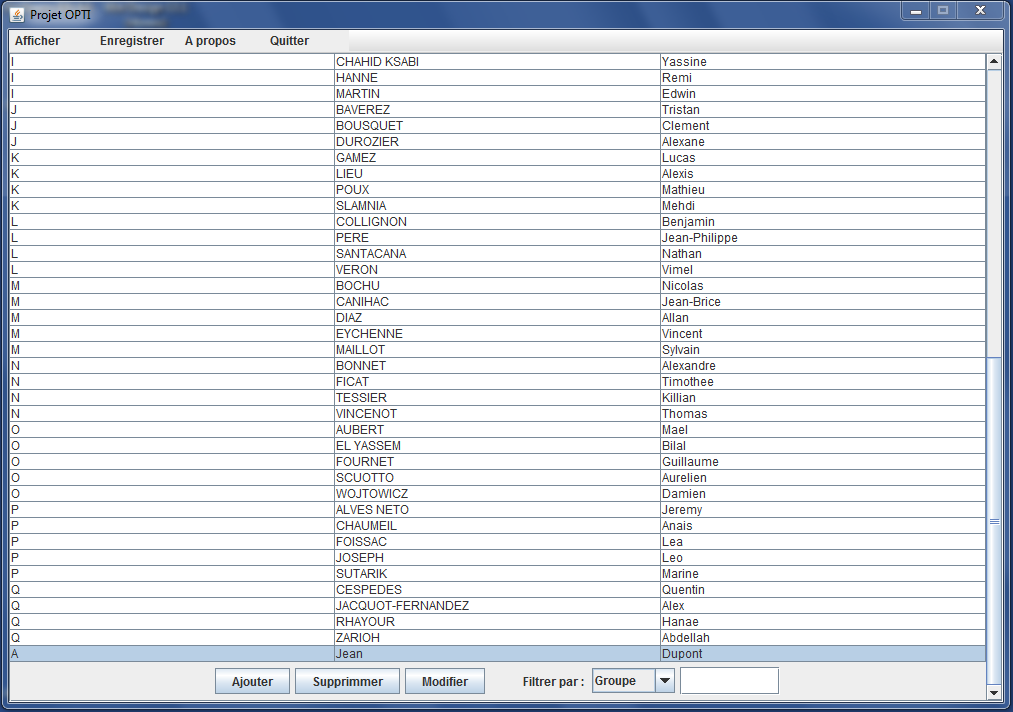 Projet OPTI
Afficher Enregistrer A propos Quitter
I CHAHID KSABI Yassine
I HANNE Remi
I MARTIN Edwin
J BAVEREZ Tristan
J BOUSQUET Clement
J DUROZIER Alexane
K GAMEZ Lucas
K LIEU Alexis
K POUX Mathieu
K SLAMNIA Mehdi
L COLLIGNON Benjamin
L PERE Jean-Philippe
L SANTACANA Nathan
L VERON Vimel
M BOCHU Nicolas
M CANIHAC Jean-Brice
M DIAZ Allan
M EYCHENNE Vincent
M MAILLOT Sylvain
N BONNET Alexandre
N FICAT Timothee
N TESSIER Killian
N VINCENOT Thomas
O AUBERT Mael
O EL YASSEM Bilal
O FOURNET Guillaume
O SCUOTTO Aurelien
O WOJTOWICZ Damien
P ALVES NETO Jeremy
P CHAUMEIL Anais
P FOISSAC Lea
P JOSEPH Leo
P SUTARIK Marine
Q CESPEDES Quentin
Q JACQUOT-FERNANDEZ Alex
Q RHAYOUR Hanae
Q ZARIOH Abdellah
A Jean Dupont
Ajouter Supprimmer Modifier Filtrer par : Groupe